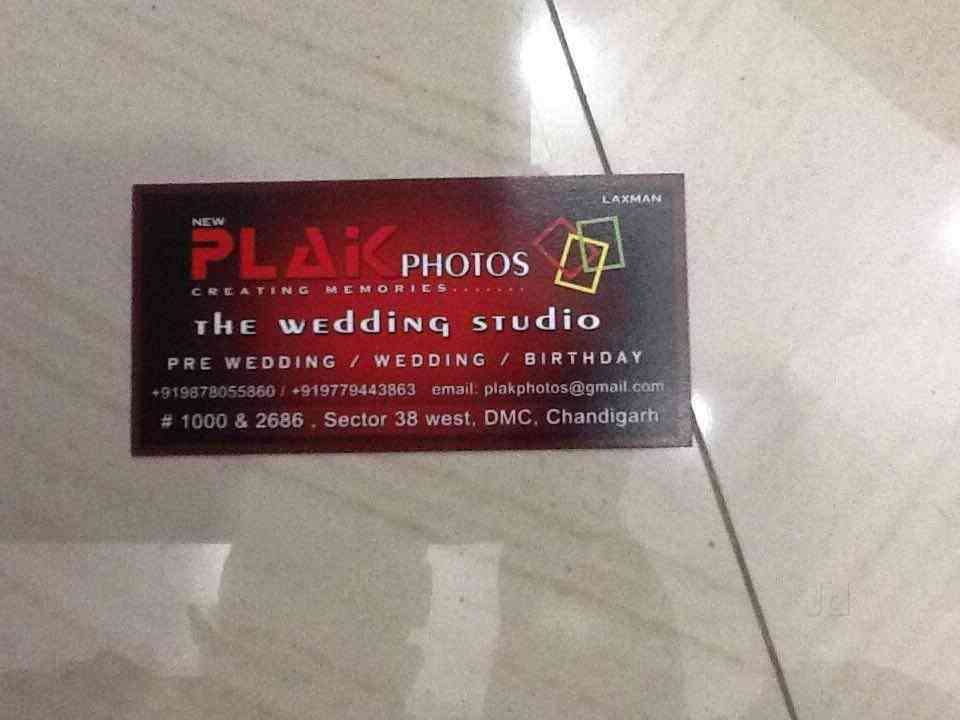 LAXMAN
NEW
PLAiK PHOTOS
CREATING MEMORIES.......
THE WEDDING STUDIO
PRE WEDDING / WEDDING / BIRTHDAY
+919878055860 / +919779443863 email: plakphotos@gmail.com
# 1000 & 2686 , Sector 38 west, DMC, Chandigarh
Jd